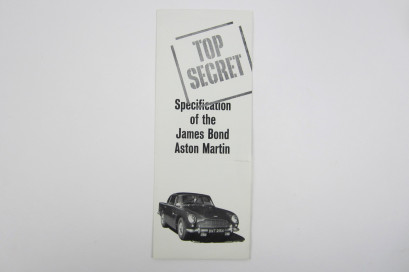 TOP
SECRET
Specification
of the
James Bond
Aston Martin